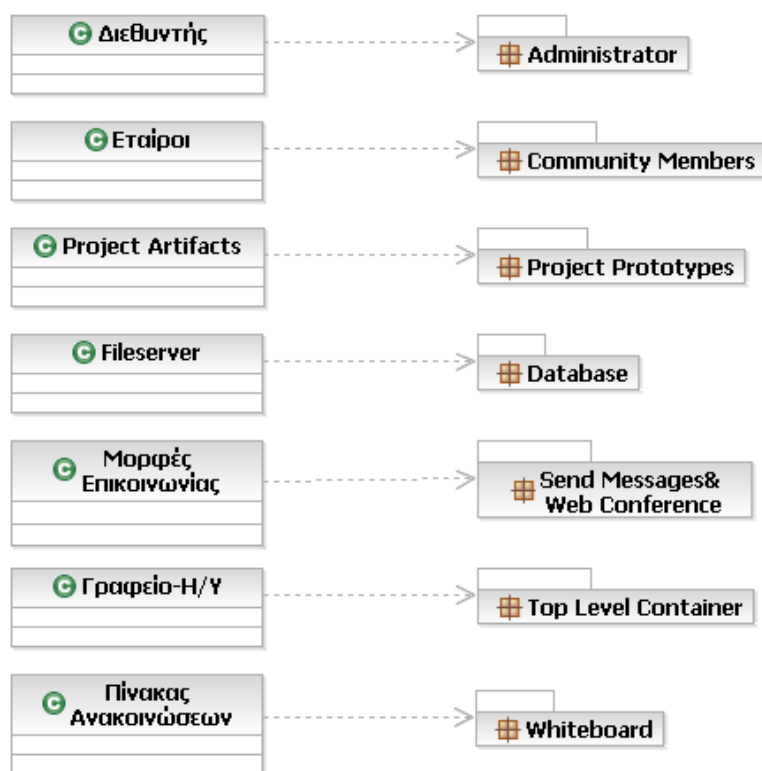 Διεθυντής
Administrator
Εταίροι
Community Members
Project Artifacts
Project Prototypes
Fileserver
Database
Μορφές
Επικοινωνίας
Send Messages&
Web Conference
Γραφείο-Η/Υ
Top Level Container
Πίνακας
Ανακοινώσεων
Whiteboard